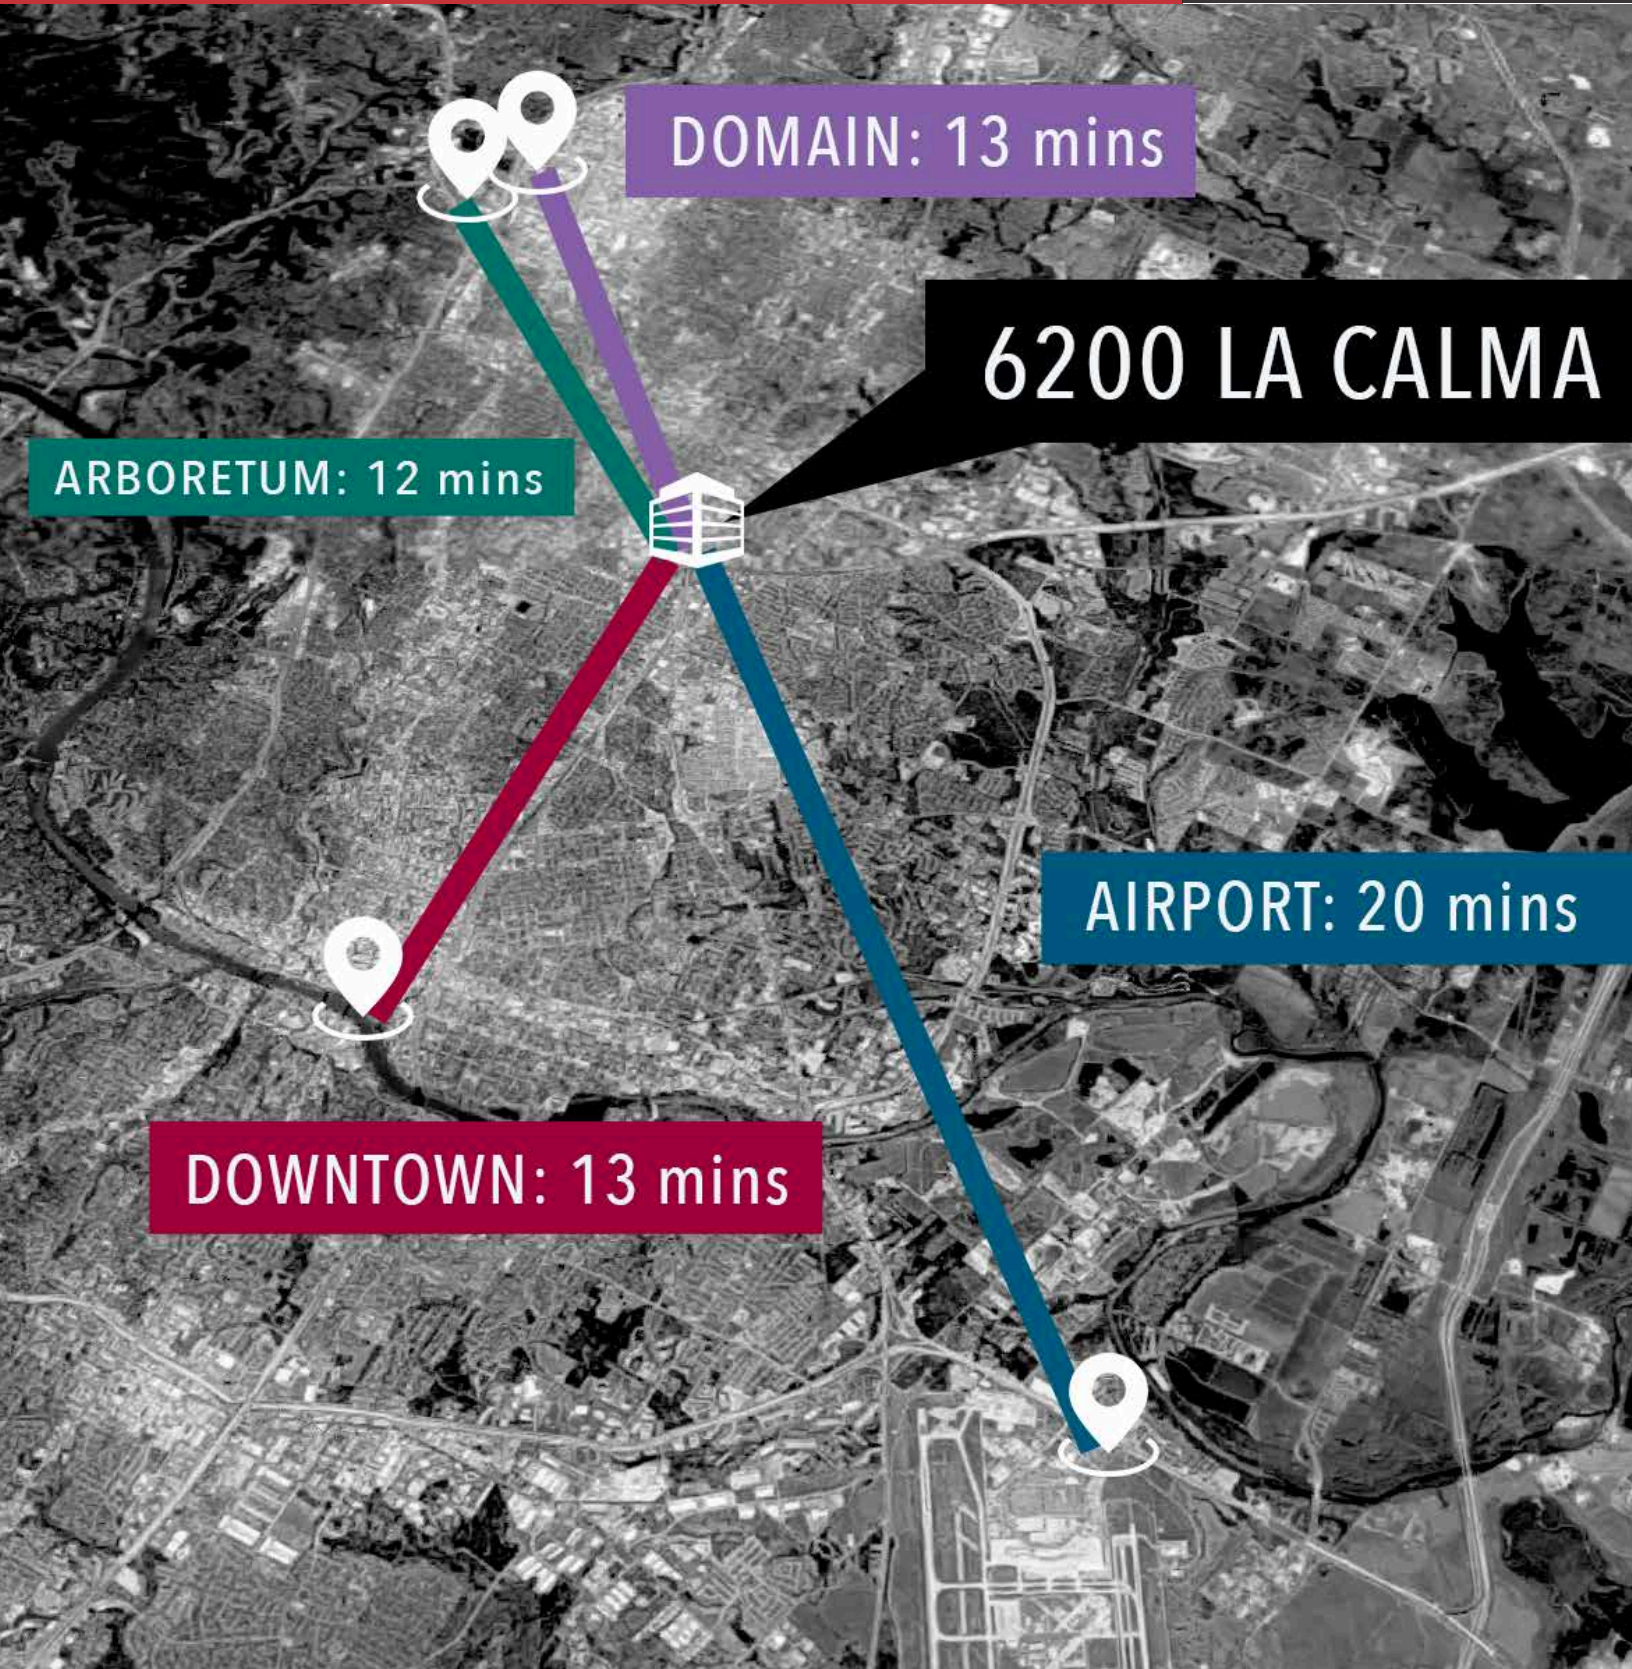 DOMAIN: 13 mins
6200 LA CALMA
ARBORETUM: 12 mins
AIRPORT: 20 mins
DOWNTOWN: 13 mins